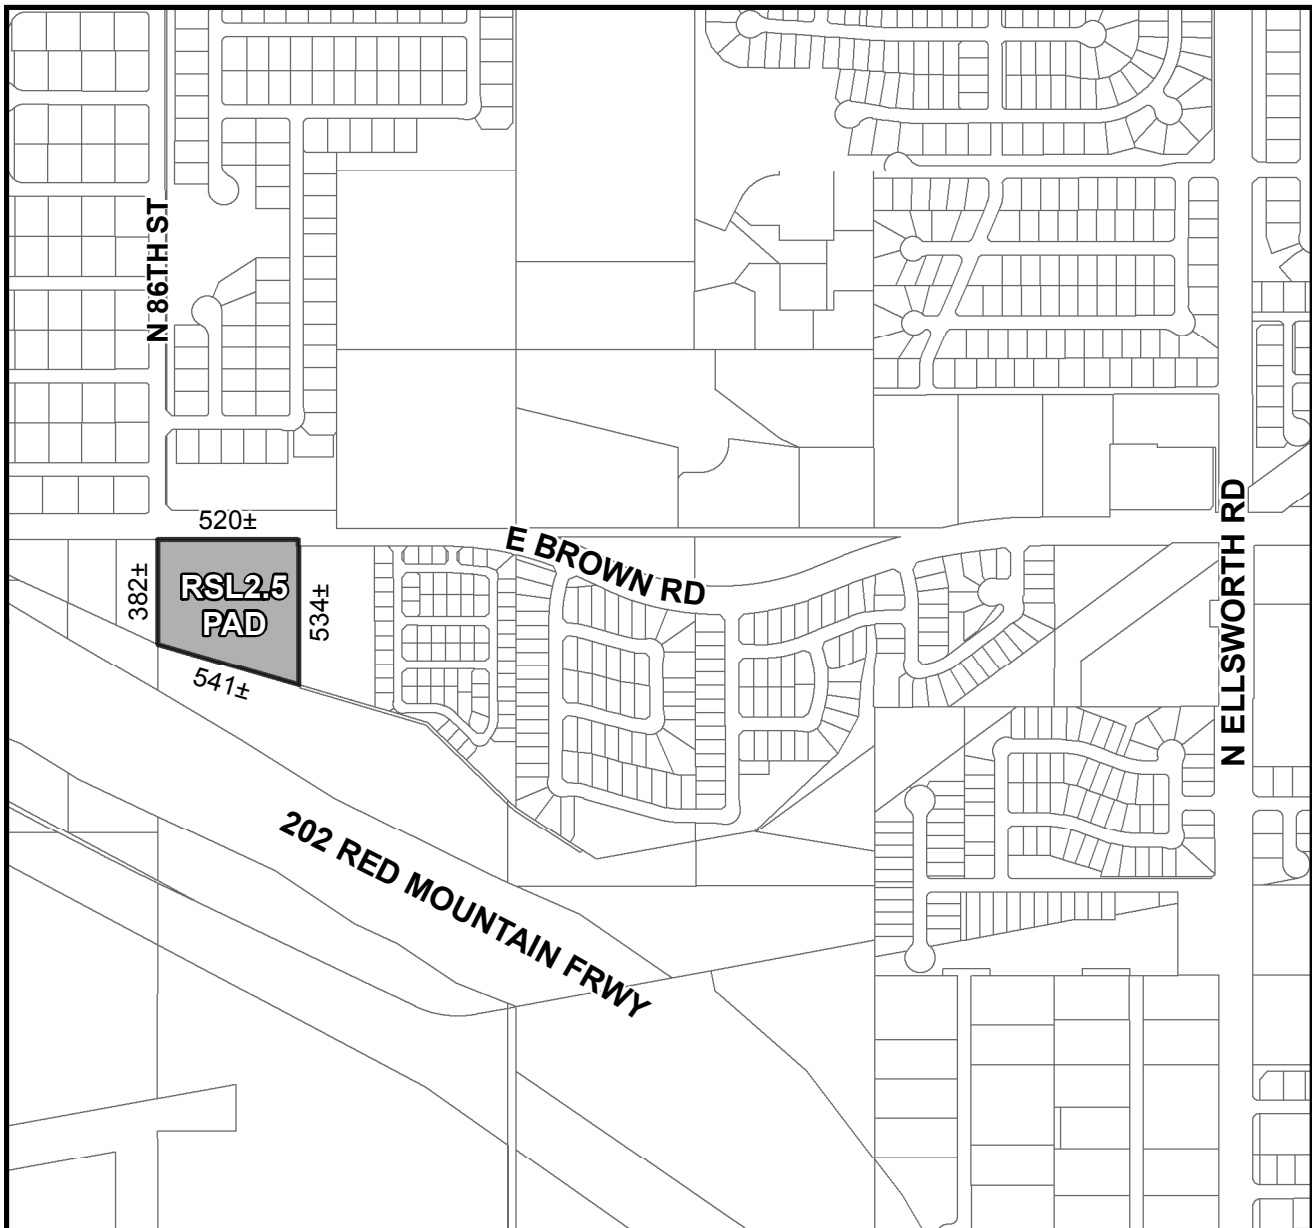 N 86TH ST
520±
382±
RSL2.5
PAD
534±
541±
E BROWN RD
N ELLSWORTH RD
202 RED MOUNTAIN FRWY